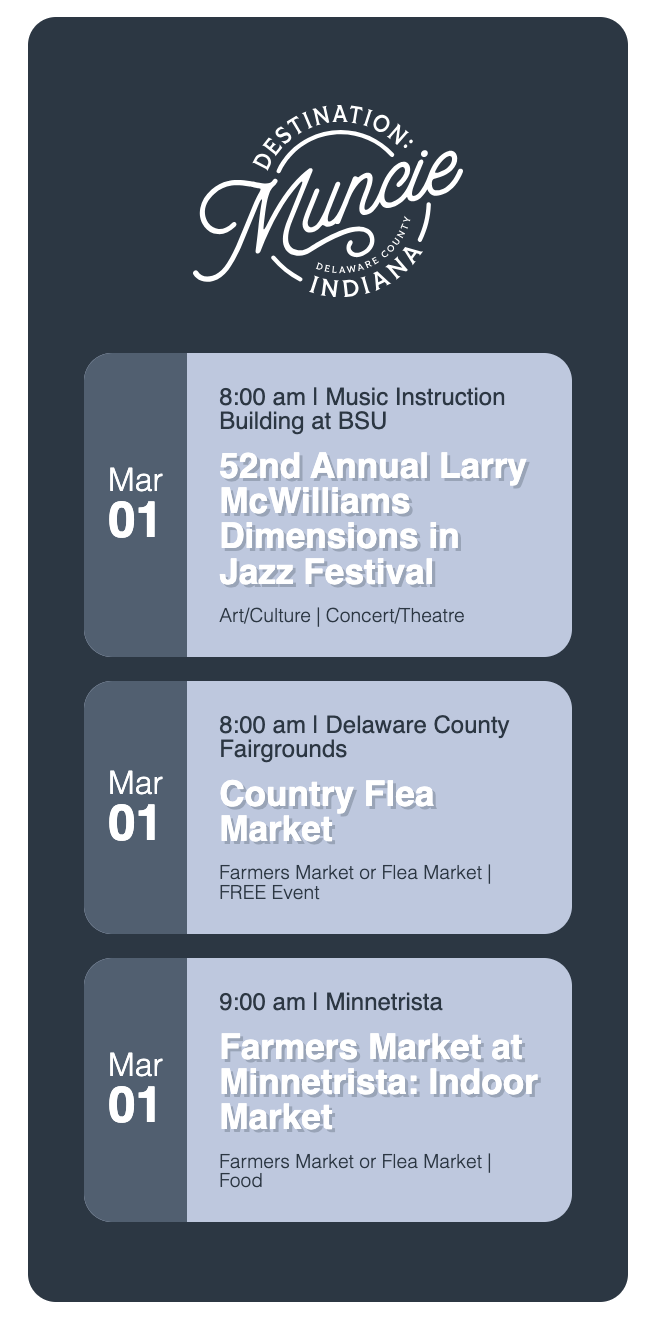 DESTINATION:
Muncie
DELAWARE COUNTY
INDIANA
Mar
01
8:00 am | Music Instruction
Building at BSU
52nd Annual Larry
McWilliams
Dimensions in
Jazz Festival
Art/Culture | Concert/Theatre
Mar
01
8:00 am | Delaware County
Fairgrounds
Country Flea
Market
Farmers Market or Flea Market |
FREE Event
Mar
01
9:00 am | Minnetrista
Farmers Market at
Minnetrista: Indoor
Market
Farmers Market or Flea Market |
Food